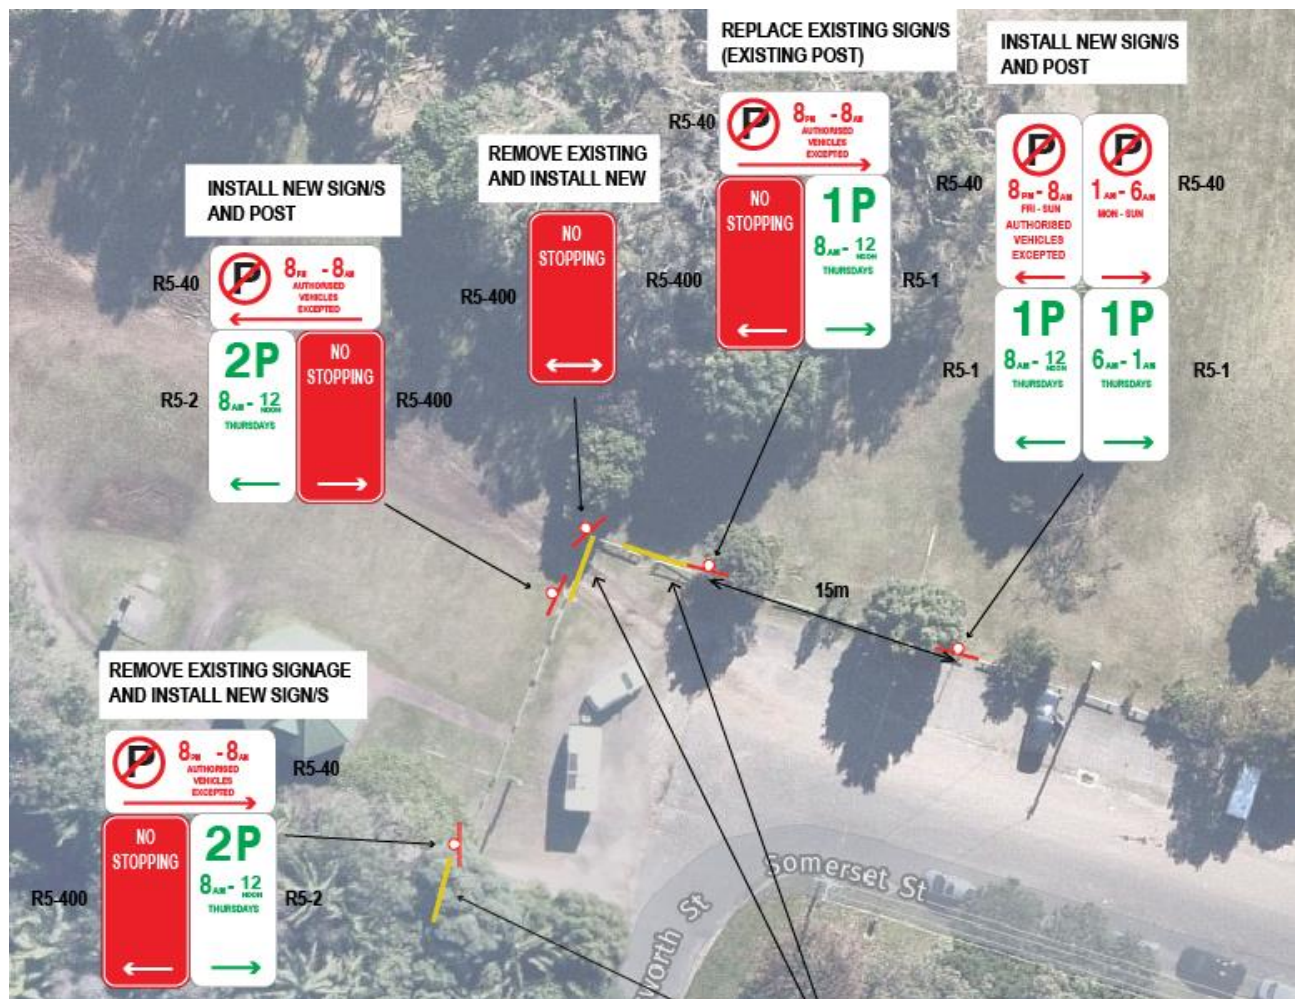 REPLACE EXISTING SIGN/S
(EXISTING POST)
INSTALL NEW SIGN/S
AND POST
R5-40
P
8PM - 8AM
AUTHORISED
VEHICLES
EXCEPTED
NO
STOPPING
1P
8AM - 12
NOON
THURSDAYS
R5-400
R5-1
R5-40
P
8PM - 8AM
FRI - SUN
AUTHORISED
VEHICLES
EXCEPTED
P
1AM - 6AM
MON - SUN
R5-40
R5-1
1P
8AM - 12
NOON
THURSDAYS
1P
6AM - 1AM
THURSDAYS
R5-1
REMOVE EXISTING
AND INSTALL NEW
NO
STOPPING
R5-400
INSTALL NEW SIGN/S
AND POST
R5-40
P
8PM - 8AM
AUTHORISED
VEHICLES
EXCEPTED
R5-2
2P
8AM - 12
NOON
THURSDAYS
NO
STOPPING
R5-400
15m
REMOVE EXISTING SIGNAGE
AND INSTALL NEW SIGN/S
P
8PM - 8AM
AUTHORISED
VEHICLES
EXCEPTED
R5-40
NO
STOPPING
R5-400
2P
8AM - 12
NOON
THURSDAYS
R5-2
Somerset St
worth St